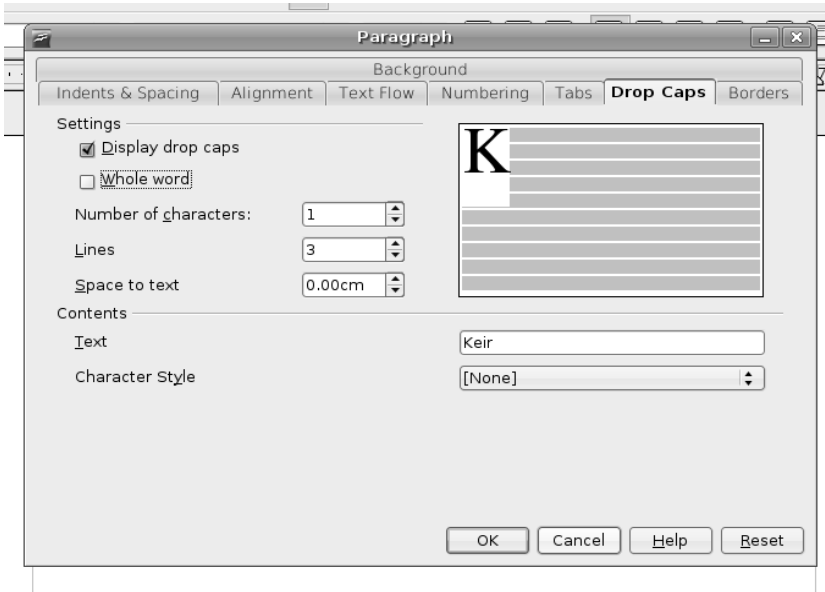 Paragraph
Background
Indents & Spacing Alignment Text Flow Numbering Tabs Drop Caps Borders
Settings
Display drop caps
Whole word
Number of characters: 1
Lines 3
Space to text 0.00cm
K
Contents
Text Keir
Character Style [None]
OK Cancel Help Reset